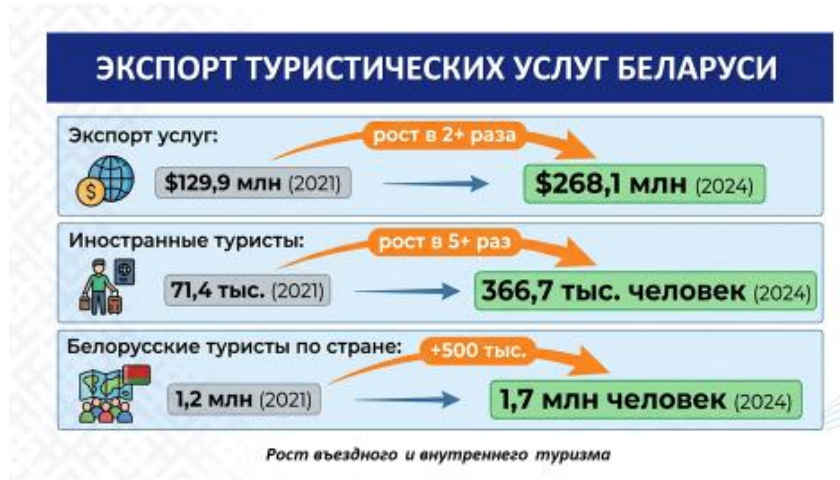 ЭКСПОРТ ТУРИСТИЧЕСКИХ УСЛУГ БЕЛАРУСИ
Экспорт услуг:
рост в 2+ раза
$
$129,9 млн (2021)
$268,1 млн (2024)
Иностранные туристы:
рост в 5+ раз
71,4 тыс. (2021)
366,7 тыс. человек (2024)
Белорусские туристы по стране:
+500 тыс.
1,2 млн (2021)
1,7 млн человек (2024)
Рост въездного и внутреннего туризма